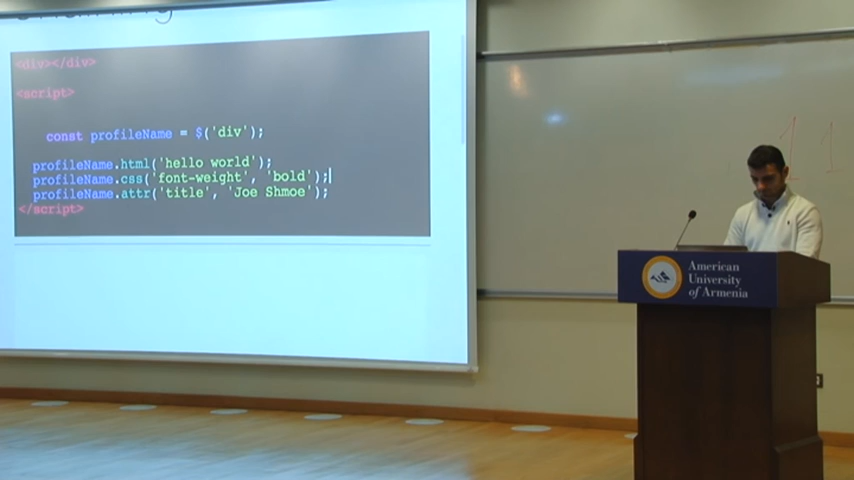 <div></div>
<script>
const profileName = $('div');
profileName.html('hello world');
profileName.css('font-weight', 'bold');
profileName.attr('title', 'Joe Shmoe');
</script>
11
American
University
of Armenia